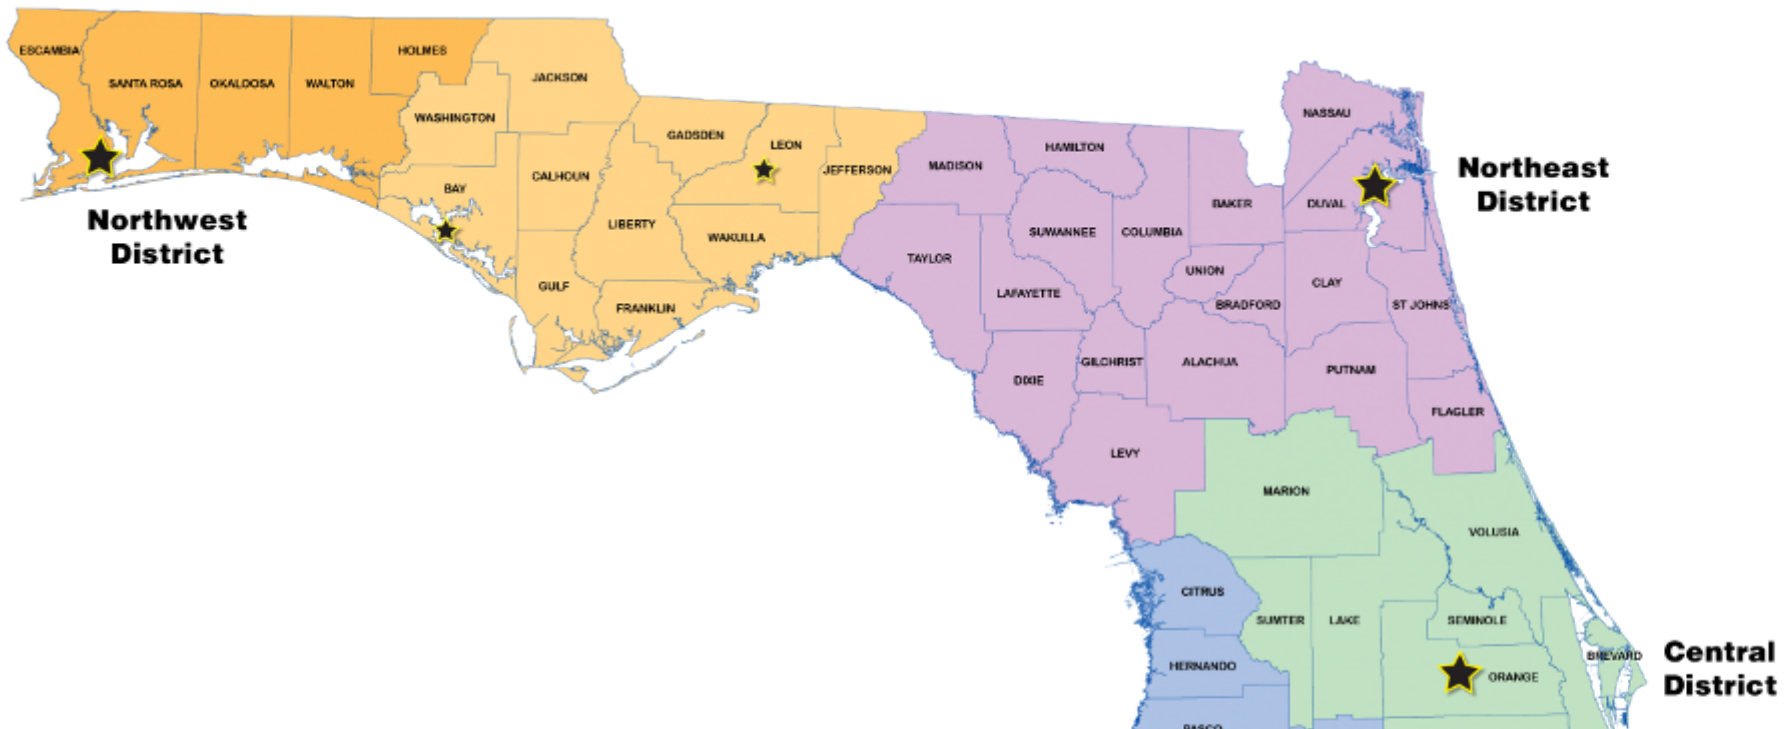 ESCAMBIA
SANTA ROSA
OKALOOSA
WALTON
HOLMES
JACKSON
WASHINGTON
BAY
CALHOUN
GULF
LIBERTY
GADSDEN
LEON
JEFFERSON
WAKULLA
FRANKLIN
Northwest
District
MADISON
HAMILTON
TAYLOR
SUWANNEE
LAFAYETTE
COLUMBIA
BAKER
NASSAU
DUVAL
UNION
BRADFORD
CLAY
ST JOHNS
DIXIE
GILCHRIST
ALACHUA
PUTNAM
FLAGLER
LEVY
Northeast
District
MARION
VOLUSIA
CITRUS
SUMTER
LAKE
SEMINOLE
HERNANDO
ORANGE
BREVARD
PASCO
Central
District